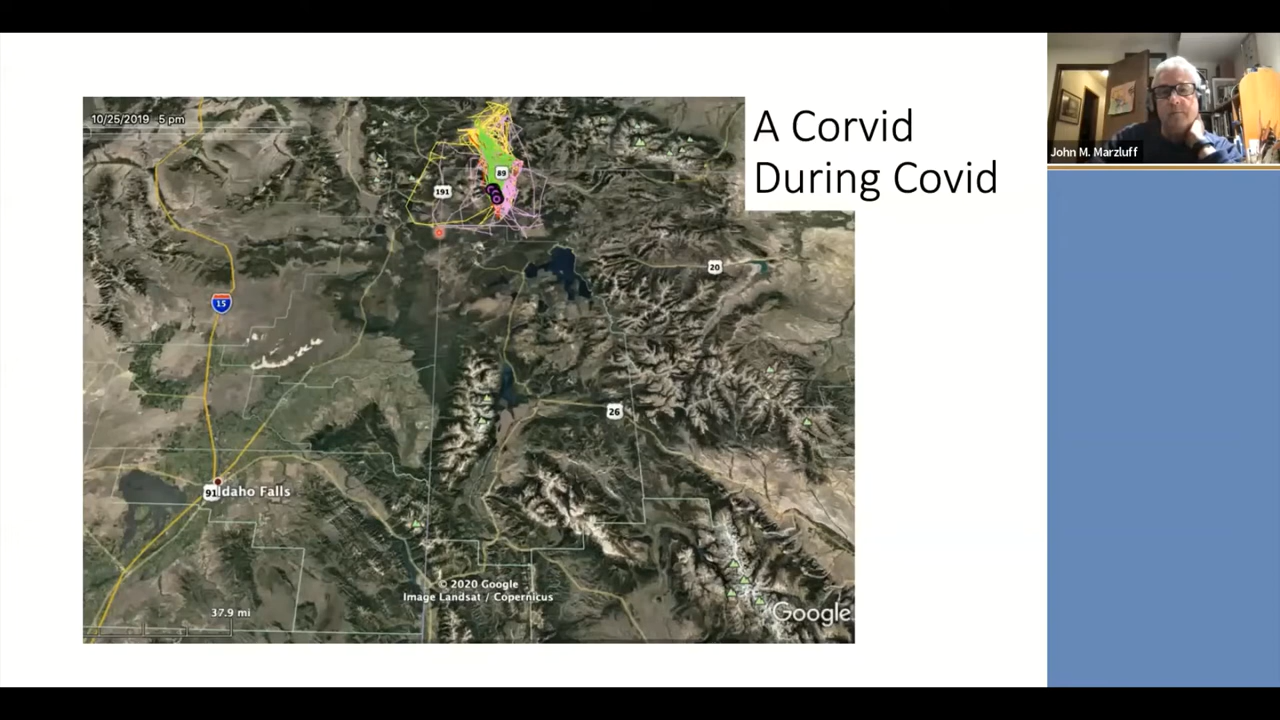 10/25/2019 5 pm
A Corvid
During Covid
John M. Marzluff
89
191
20
15
26
91
Idaho Falls
© 2020 Google
Image Landsat / Copernicus
37.9 mi
Google